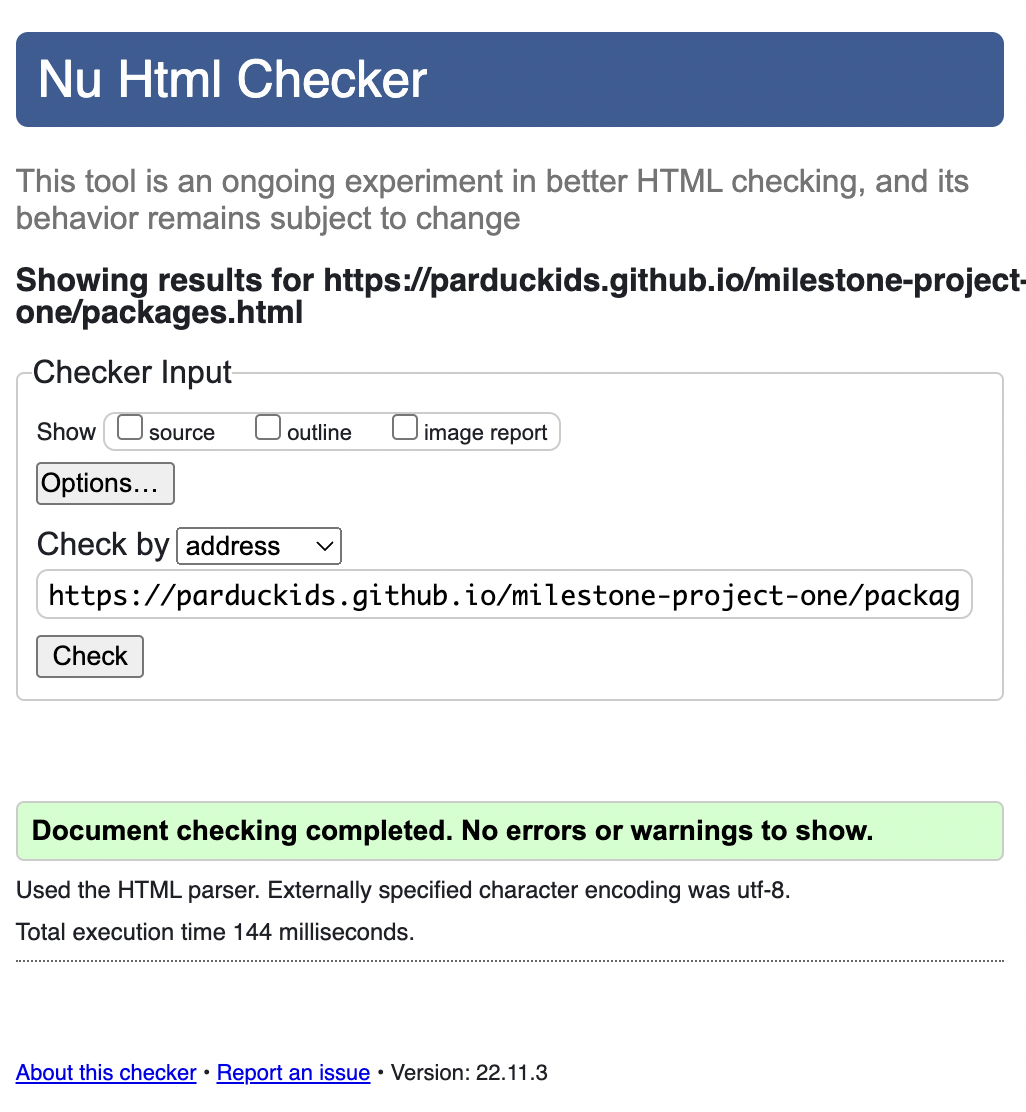 Nu Html Checker
This tool is an ongoing experiment in better HTML checking, and its
behavior remains subject to change
Showing results for https://parduckids.github.io/milestone-project-
one/packages.html
Checker Input
Show source outline image report
Options...
Check by address
https://parduckids.github.io/milestone-project-one/packag
Check
Document checking completed. No errors or warnings to show.
Used the HTML parser. Externally specified character encoding was utf-8.
Total execution time 144 milliseconds.
About this checker • Report an issue • Version: 22.11.3